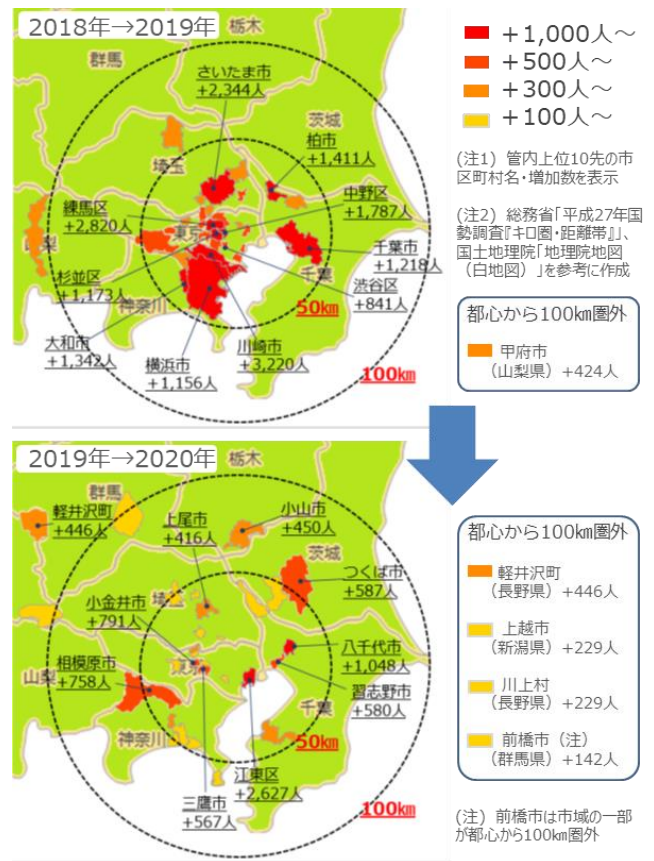 2018年→2019年
栃木
群馬
さいたま市
+2,344人
茨城
柏市
+1,411人
埼玉
中野区
+1,787人
練馬区
+2,820人
東京
山梨
千葉市
+1,218人
杉並区
+1,173人
千葉
渋谷区
+841人
神奈川
50km
大和市
+1,342人
横浜市
+1,156人
川崎市
+3,220人
100km
+1,000人～
+500人～
+300人～
+100人～
(注1) 管内上位10先の市
区町村名・増加数を表示
(注2) 総務省「平成27年国
勢調査『キロ圏・距離帯』」、
国土地理院「地理院地図
（白地図）」を参考に作成
都心から100km圏外
甲府市
（山梨県）+424人
2019年→2020年
栃木
群馬
軽井沢町
+446人
上尾市
+416人
小山市
+450人
茨城
つくば市
+587人
埼玉
小金井市
+791人
八千代市
+1,048人
相模原市
+758人
山梨
東京
習志野市
+580人
千葉
神奈川
50km
江東区
+2,627人
三鷹市
+567人
100km
都心から100km圏外
軽井沢町
（長野県）+446人
上越市
（新潟県）+229人
川上村
（長野県）+229人
前橋市（注）
（群馬県）+142人
(注) 前橋市は市域の一部
が都心から100km圏外